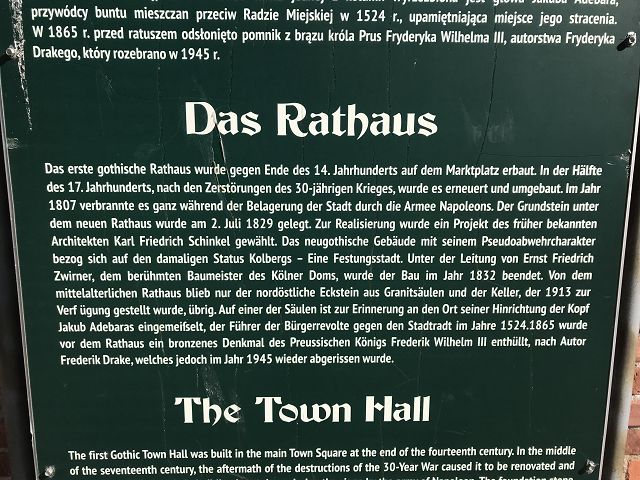 przywódcy buntu mieszczan przeciw Radzie Miejskiej w 1524 r., upamiętniająca miejsce jego stracenia.
W 1865 r. przed ratuszem odsłonięto pomnik z brązu króla Prus Fryderyka Wilhelma III, autorstwa Fryderyka
Drakego, który rozebrano w 1945 r.
Das Rathaus
Das erste gothische Rathaus wurde gegen Ende des 14. Jahrhunderts auf dem Marktplatz erbaut. In der Hälfte
des 17. Jahrhunderts, nach den Zerstörungen des 30-jährigen Krieges, wurde es erneuert und umgebaut. Im Jahr
1807 verbrannte es ganz während der Belagerung der Stadt durch die Armee Napoleons. Der Grundstein unter
dem neuen Rathaus wurde am 2. Juli 1829 gelegt. Zur Realisierung wurde ein Projekt des früher bekannten
Architekten Karl Friedrich Schinkel gewählt. Das neugothische Gebäude mit seinem Pseudoabwehrcharakter
bezog sich auf den damaligen Status Kolbergs – Eine Festungsstadt. Unter der Leitung von Ernst Friedrich
Zwirner, dem berühmten Baumeister des Kölner Doms, wurde der Bau im Jahr 1832 beendet. Von dem
mittelalterlichen Rathaus blieb nur der nordöstliche Eckstein aus Granitsäulen und der Keller, der 1913 zur
Verf ügung gestellt wurde, übrig. Auf einer der Säulen ist zur Erinnerung an den Ort seiner Hinrichtung der Kopf
Jakub Adebaras eingemeißelt, der Führer der Bürgerrevolte gegen den Stadtradt im Jahre 1524.1865 wurde
vor dem Rathaus ein bronzenes Denkmal des Preussischen Königs Frederik Wilhelm III enthüllt, nach Autor
Frederik Drake, welches jedoch im Jahr 1945 wieder abgerissen wurde.
The Town Hall
The first Gothic Town Hall was built in the main Town Square at the end of the fourteenth century. In the middle
of the seventeenth century, the aftermath of the destructions of the 30-Year War caused it to be renovated and